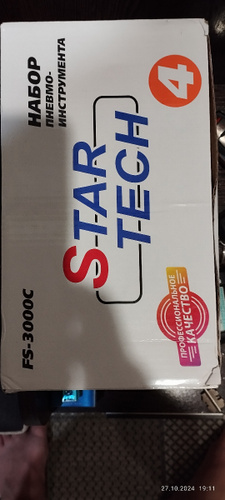 НАБОР
ПНЕВМО-
ИНСТРУМЕНТА
4
STAR
TECH
FS-3000C
ПРОФЕССИОНАЛЬНОЕ
КАЧЕСТВО
27.10.2024 19:11